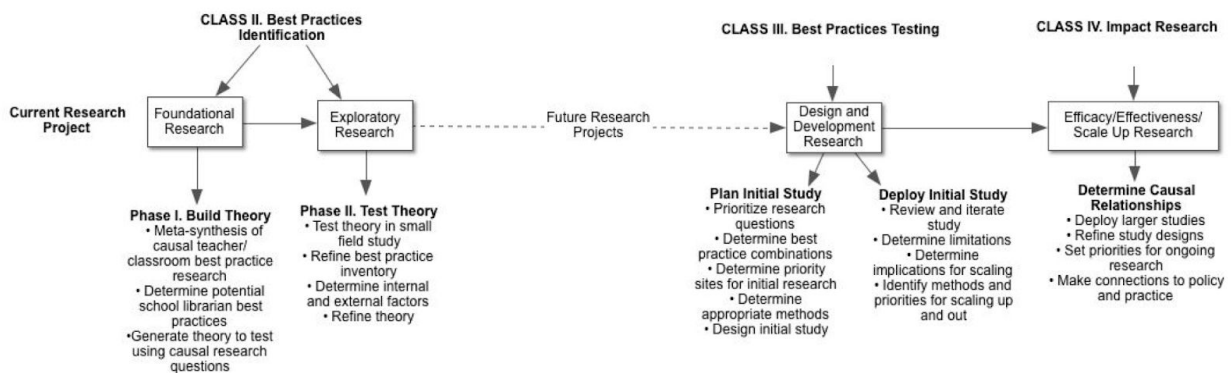 CLASS II. Best Practices
Identification
CLASS III. Best Practices Testing
CLASS IV. Impact Research
Current Research
Project
Foundational
Research
Exploratory
Research
Future Research
Projects
Design and
Development
Research
Efficacy/Effectiveness/
Scale Up Research
Phase I. Build Theory
• Meta-synthesis of
causal teacher/
classroom best practice
research
• Determine potential
school librarian best
practices
•Generate theory to test
using causal research
questions
Phase II. Test Theory
• Test theory in small
field study
• Refine best practice
inventory
• Determine internal
and external factors
• Refine theory
Plan Initial Study
• Prioritize research
questions
• Determine best
practice combinations
• Determine priority
sites for initial research
• Determine
appropriate methods
• Design initial study
Deploy Initial Study
• Review and iterate
study
• Determine limitations
• Determine
implications for scaling
• Identify methods and
priorities for scaling up
and out
Determine Causal
Relationships
• Deploy larger studies
• Refine study designs
• Set priorities for ongoing
research
• Make connections to policy
and practice